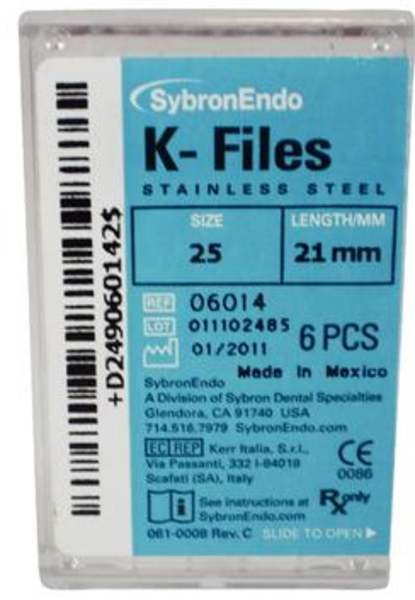 SybronEndo
K- Files
STAINLESS STEEL
SIZE
25
LENGTH/MM
21 mm
REF 06014
LOT 011102485
01/2011
6 PCS
Made in Mexico
SybronEndo
A Division of Sybron Dental Specialties
Glendora, CA 91740 USA
714.516.7979 SybronEndo.com
EC REP Kerr Italia, S.r.l.,
Via Passanti, 332 I-84018
Scafati (SA), Italy
CE
0086
i See instructions at
SybronEndo.com
Rx only
061-0008 Rev. C SLIDE TO OPEN
+D2490601425